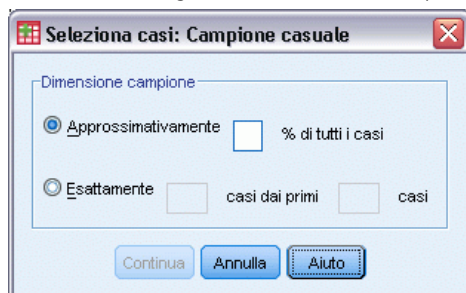 Seleziona casi: Campione casuale
Dimensione campione
Approssimativamente % di tutti i casi
Esattamente casi dai primi casi
Continua Annulla Aiuto